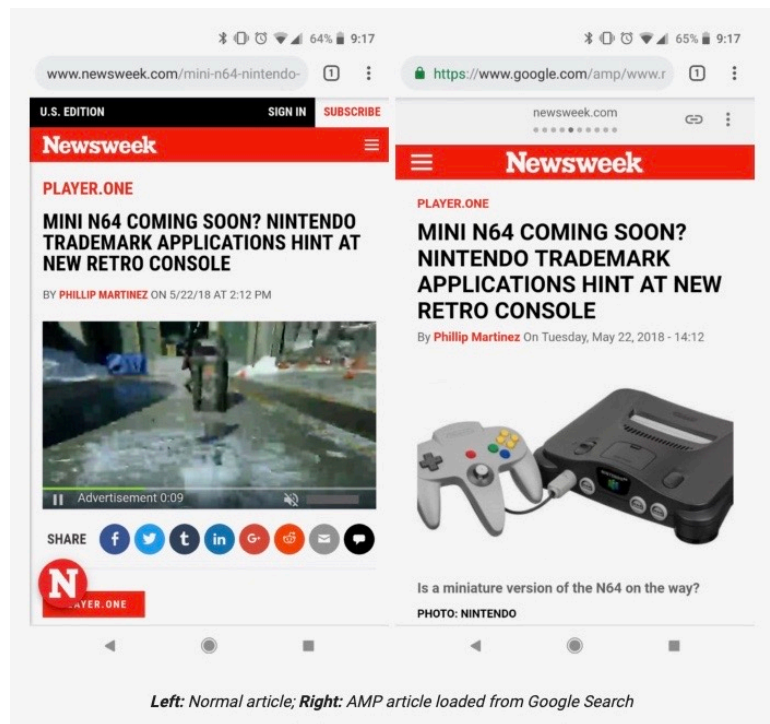 64% 9:17
www.newsweek.com/mini-n64-nintendo-
1
U.S. EDITION SIGN IN SUBSCRIBE
Newsweek
PLAYER.ONE
MINI N64 COMING SOON? NINTENDO
TRADEMARK APPLICATIONS HINT AT
NEW RETRO CONSOLE
BY PHILLIP MARTINEZ ON 5/22/18 AT 2:12 PM
Advertisement 0:09
SHARE f t in G+
N
PLAYER.ONE
65% 9:17
https://www.google.com/amp/www.r
1
newsweek.com
Newsweek
PLAYER.ONE
MINI N64 COMING SOON?
NINTENDO TRADEMARK
APPLICATIONS HINT AT NEW
RETRO CONSOLE
By Phillip Martinez On Tuesday, May 22, 2018 - 14:12
Is a miniature version of the N64 on the way?
PHOTO: NINTENDO
Left: Normal article; Right: AMP article loaded from Google Search